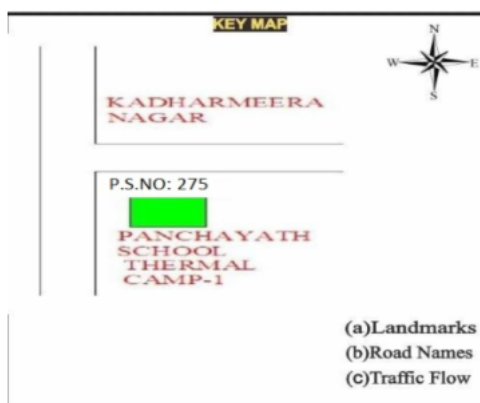 KEY MAP
N
W E
S
KADHARMEERA
NAGAR
P.S.NO: 275
PANCHAYATH
SCHOOL
THERMAL
CAMP-1
(a)Landmarks
(b)Road Names
(c)Traffic Flow